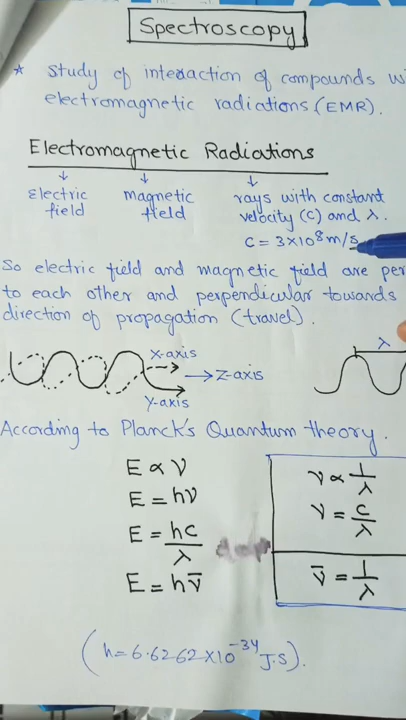 Spectroscopy
* Study of interaction of compounds wi
electromagnetic radiations (EMR).
Electromagnetic Radiations
↓ ↓ ↓
Electric magnetic rays with constant
field field velocity (c) and λ.
C = 3×10⁸m/s
So electric field and magnetic field are per
to each other and perpendicular towards
direction of propagation (travel).
X-axis
→ Z-axis
Y-axis
λ
According to Planck's Quantum theory.
E ∝ ν
E = hν
E = hc/λ
E = hν̄
ν ∝ 1/λ
ν = c/λ
ν̄ = 1/λ
(h = 6.6262×10⁻³⁴ J.S).